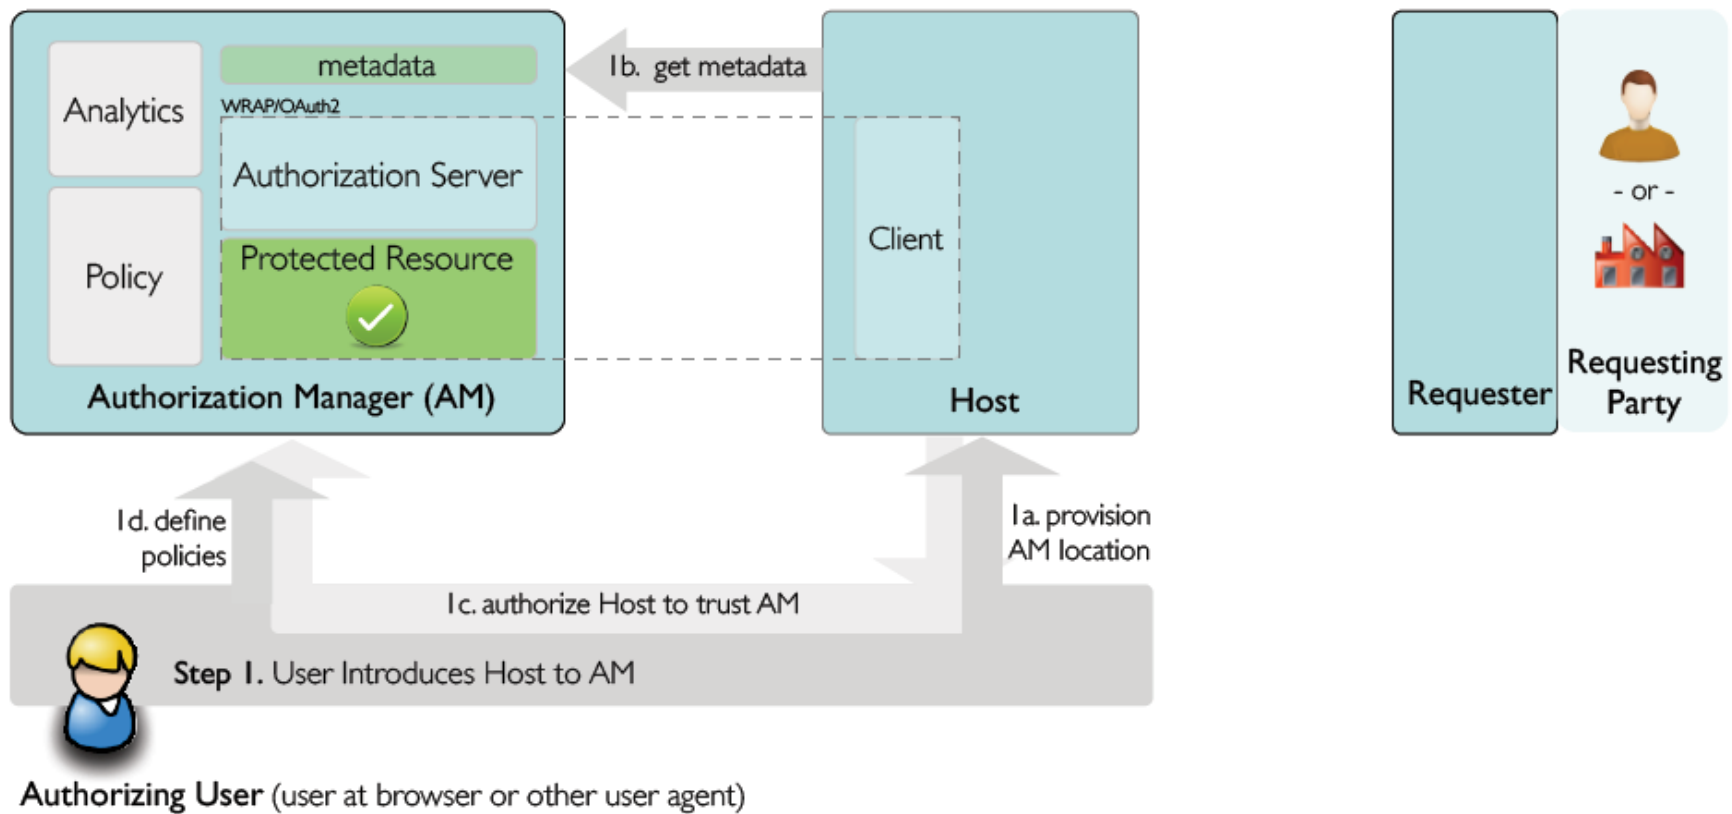 metadata
WRAP/OAuth2
Analytics
Authorization Server
Policy
Protected Resource
Authorization Manager (AM)
1b. get metadata
Client
Host
Requester
- or -
Requesting
Party
1d. define
policies
1a. provision
AM location
1c. authorize Host to trust AM
Step 1. User Introduces Host to AM
Authorizing User (user at browser or other user agent)